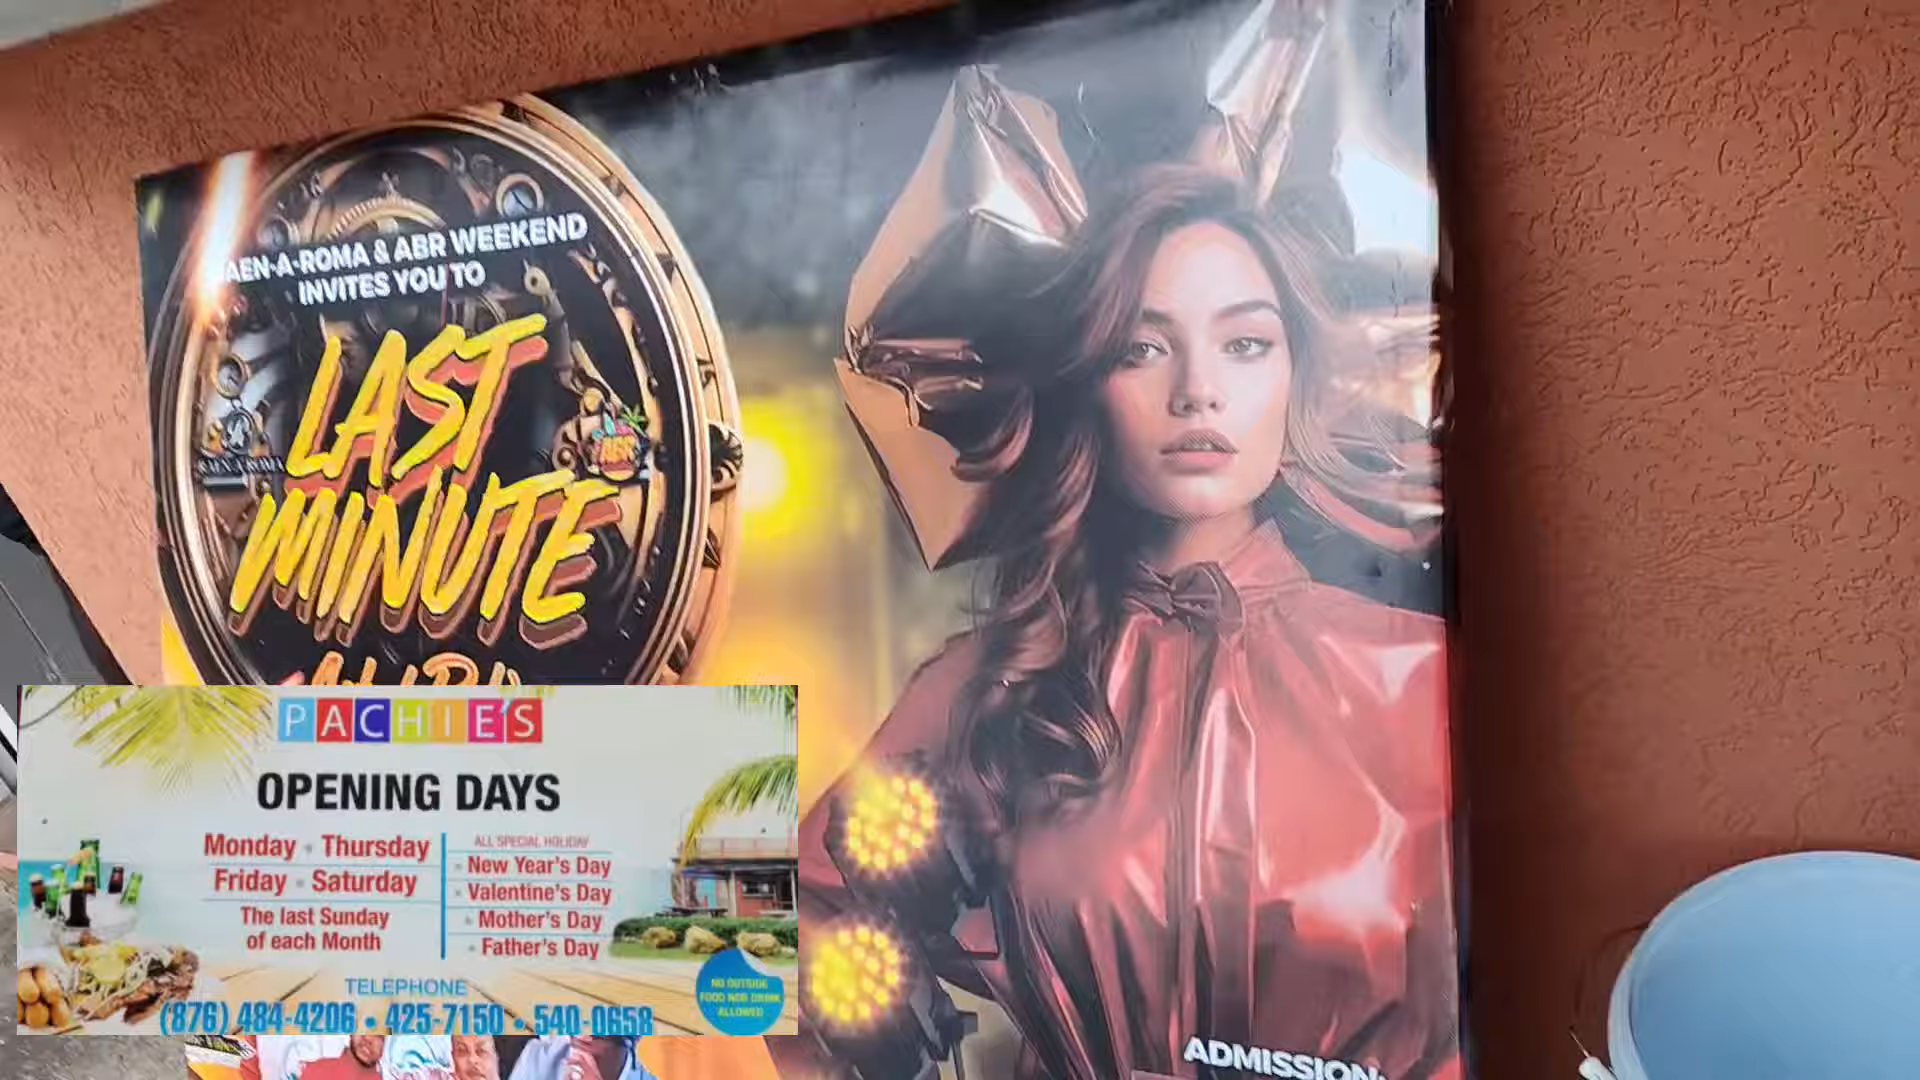 AEN-A-ROMA & ABR WEEKEND
INVITES YOU TO
LAST
MINUTE
ABR
PACHIE'S
OPENING DAYS
Monday • Thursday
Friday • Saturday
The last Sunday
of each Month
ALL SPECIAL HOLIDAY
• New Year's Day
• Valentine's Day
• Mother's Day
• Father's Day
TELEPHONE
(876) 484-4206 • 425-7150 • 540-0658
NO OUTSIDE
FOOD NOR DRINK
ALLOWED
ADMISSION: